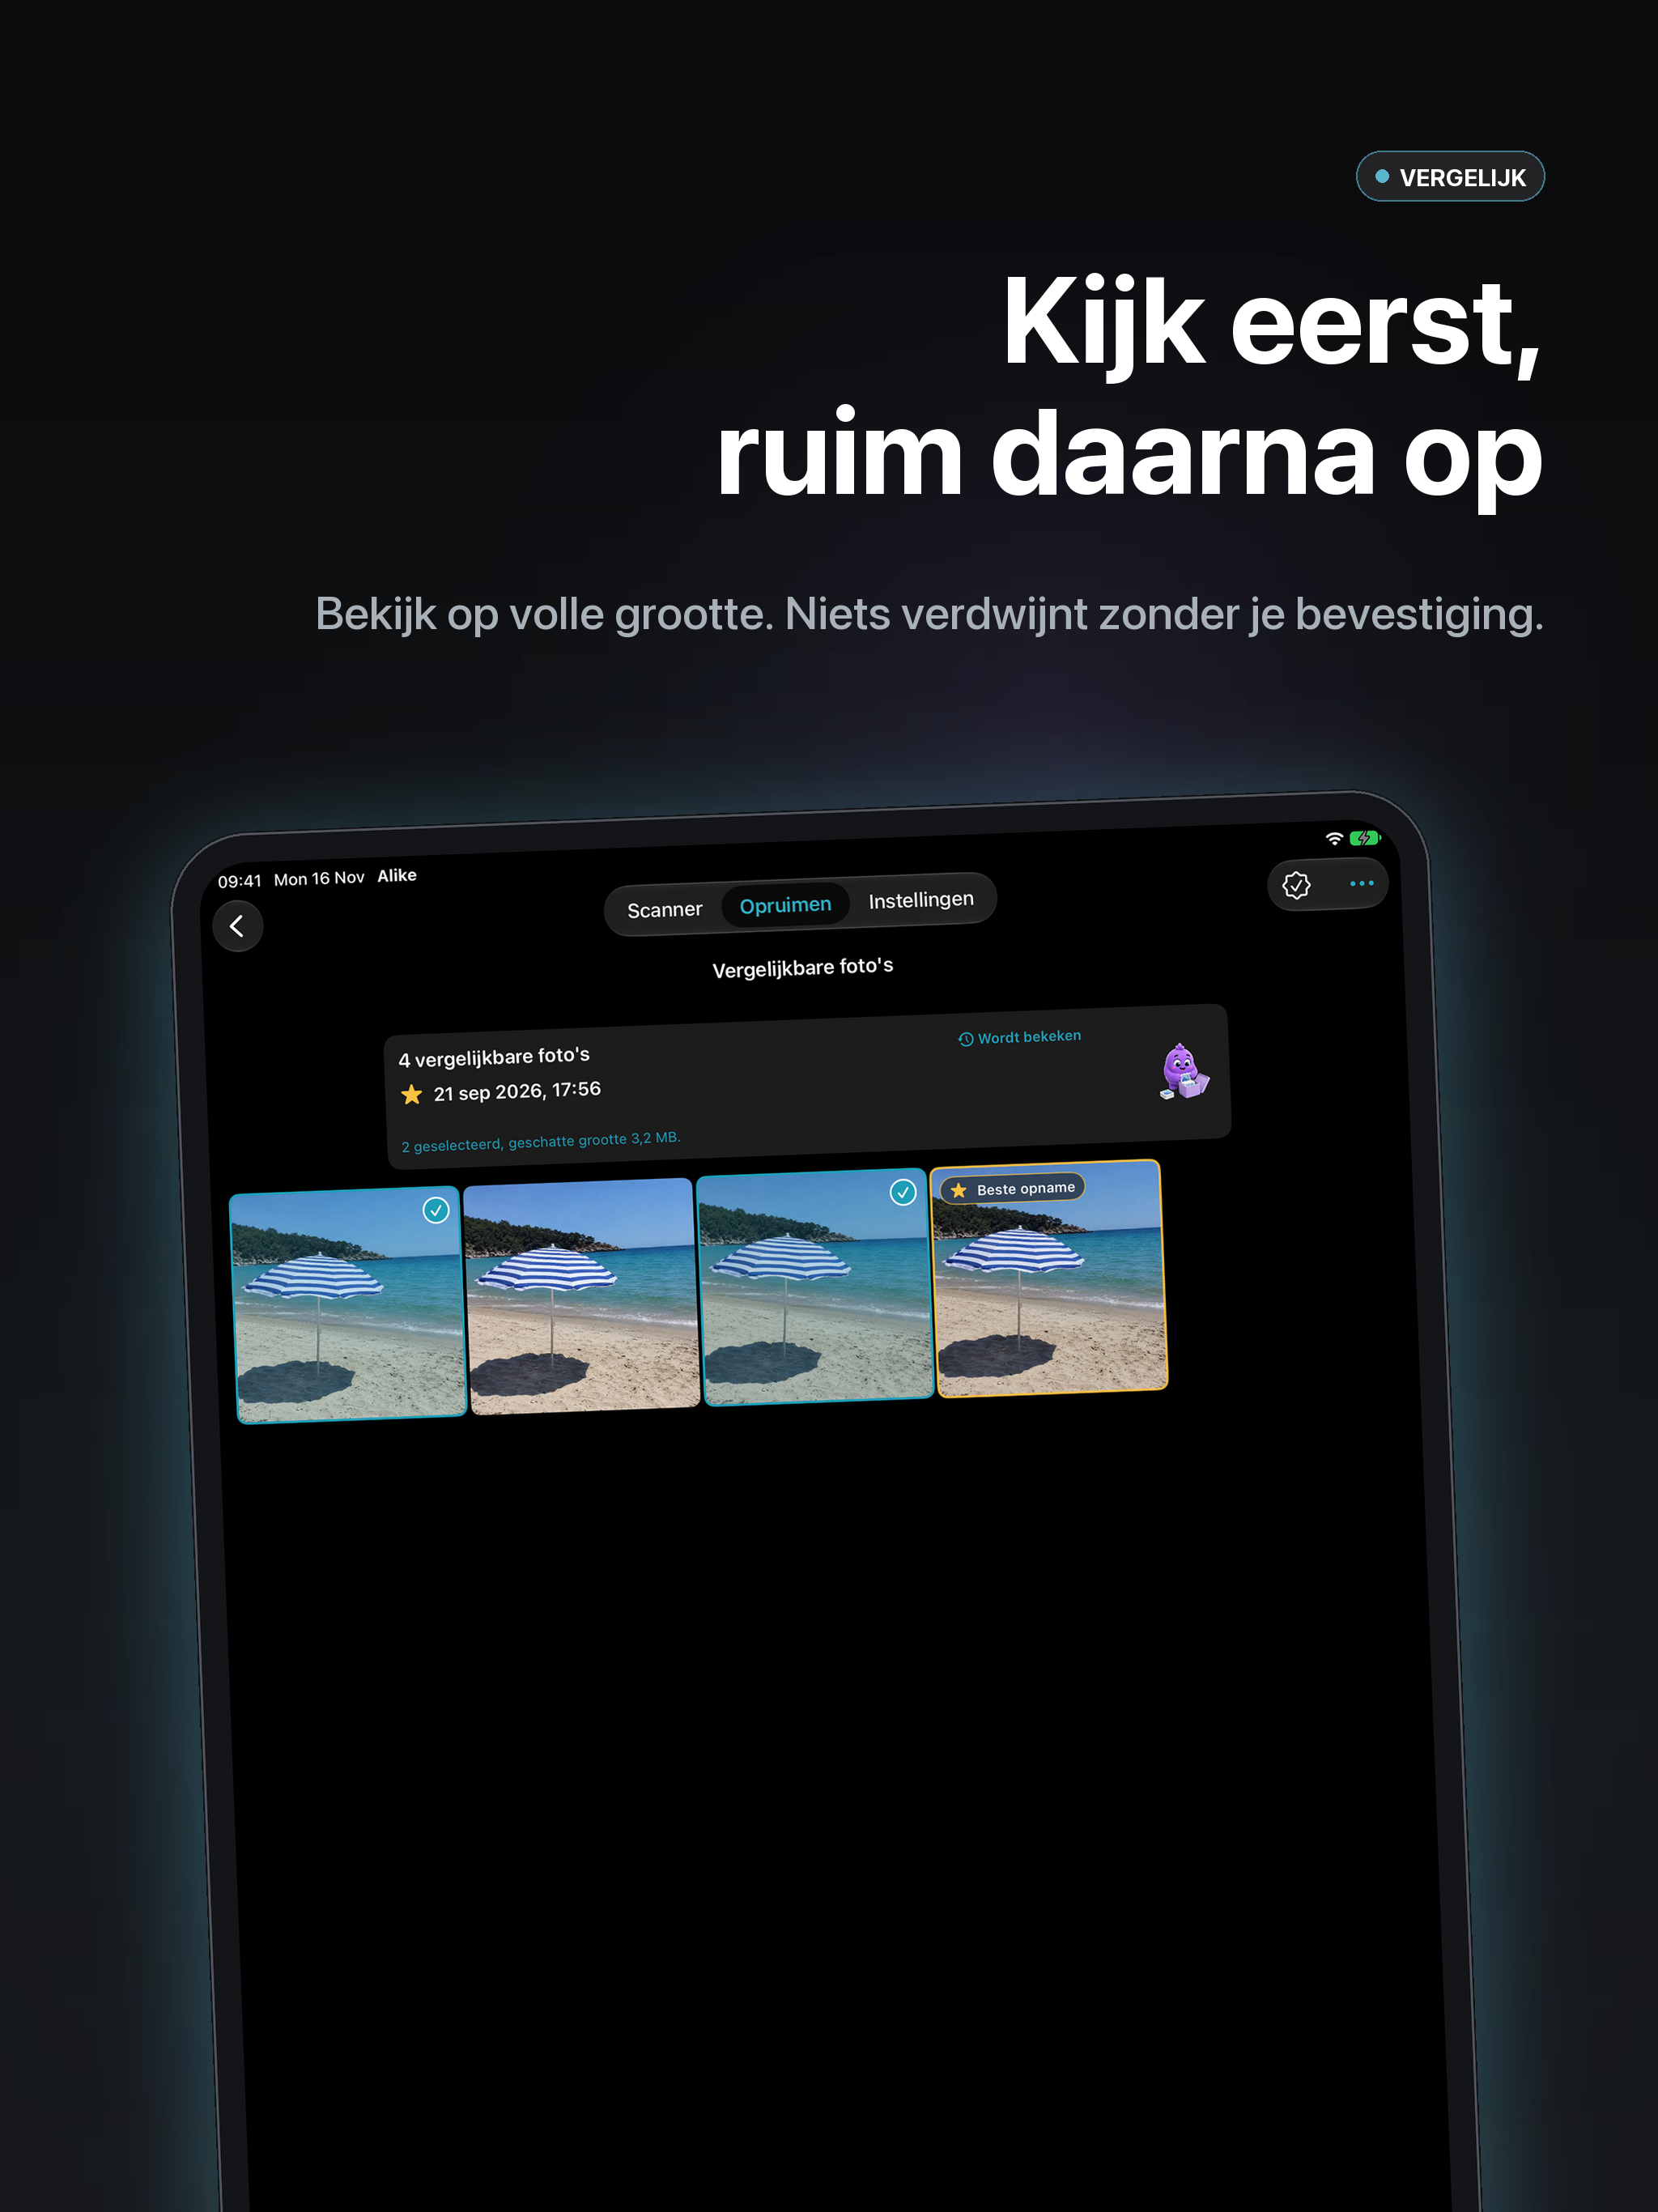 VERGELIJK
Kijk eerst,
ruim daarna op
Bekijk op volle grootte. Niets verdwijnt zonder je bevestiging.
09:41 Mon 16 Nov Alike
Scanner Opruimen Instellingen
Vergelijkbare foto's
4 vergelijkbare foto's
Wordt bekeken
21 sep 2026, 17:56
2 geselecteerd, geschatte grootte 3,2 MB.
Beste opname